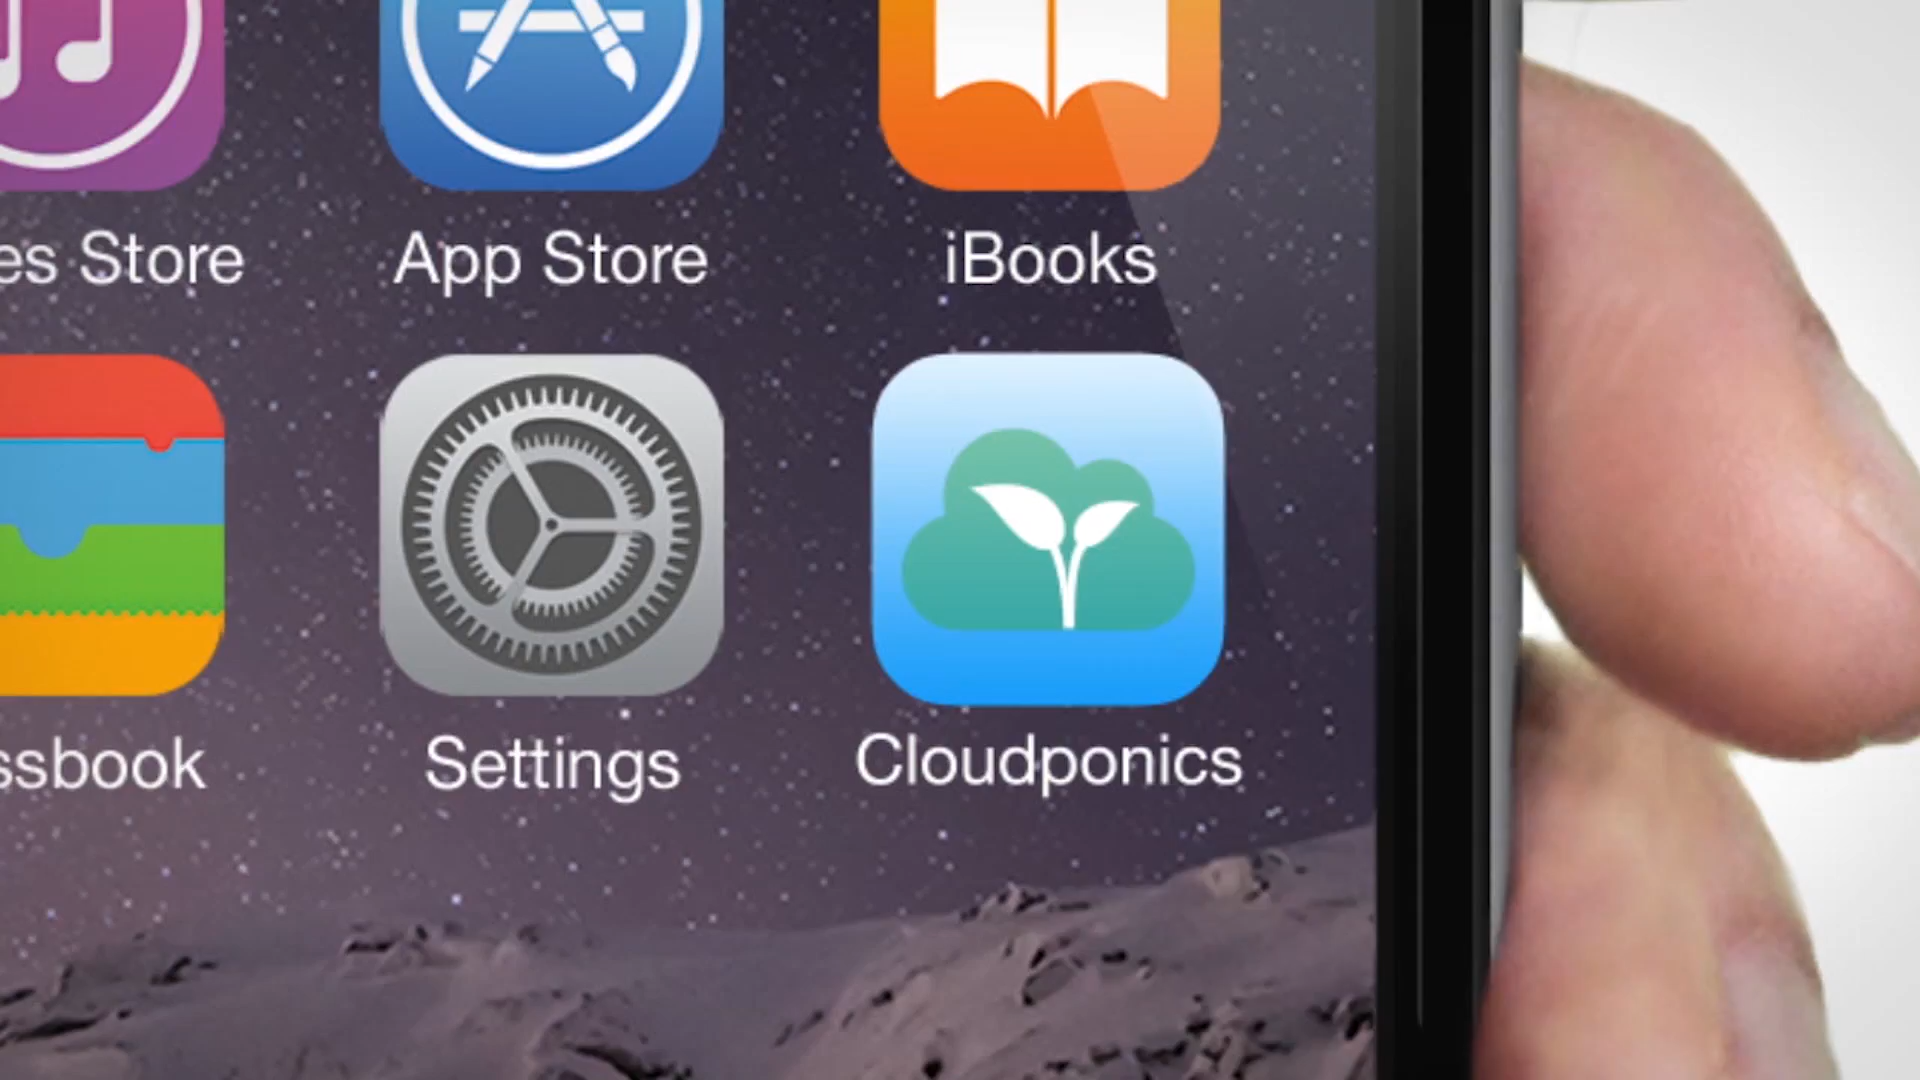 es Store
App Store
iBooks
ssbook
Settings
Cloudponics